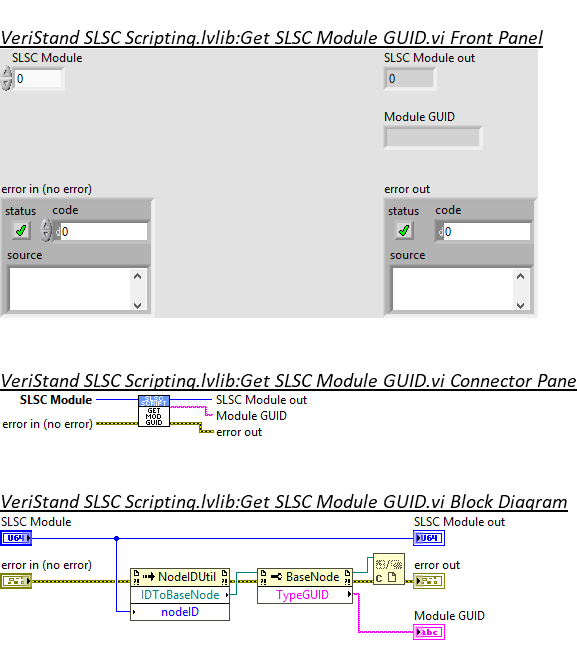 VeriStand SLSC Scripting.lvlib:Get SLSC Module GUID.vi Front Panel
SLSC Module
SLSC Module out
0
0
Module GUID
error in (no error)
error out
status code
status code
d0
d0
source
source
VeriStand SLSC Scripting.lvlib:Get SLSC Module GUID.vi Connector Pane
SLSC Module
SLSC
SCRIPT
GET
MOD
GUID
SLSC Module out
Module GUID
error in (no error)
error out
VeriStand SLSC Scripting.lvlib:Get SLSC Module GUID.vi Block Diagram
SLSC Module
SLSC Module out
U64
U64
error in (no error)
error out
NodeIDUtil
BaseNode
IDToBaseNode
TypeGUID
nodeID
C
Module GUID
abc